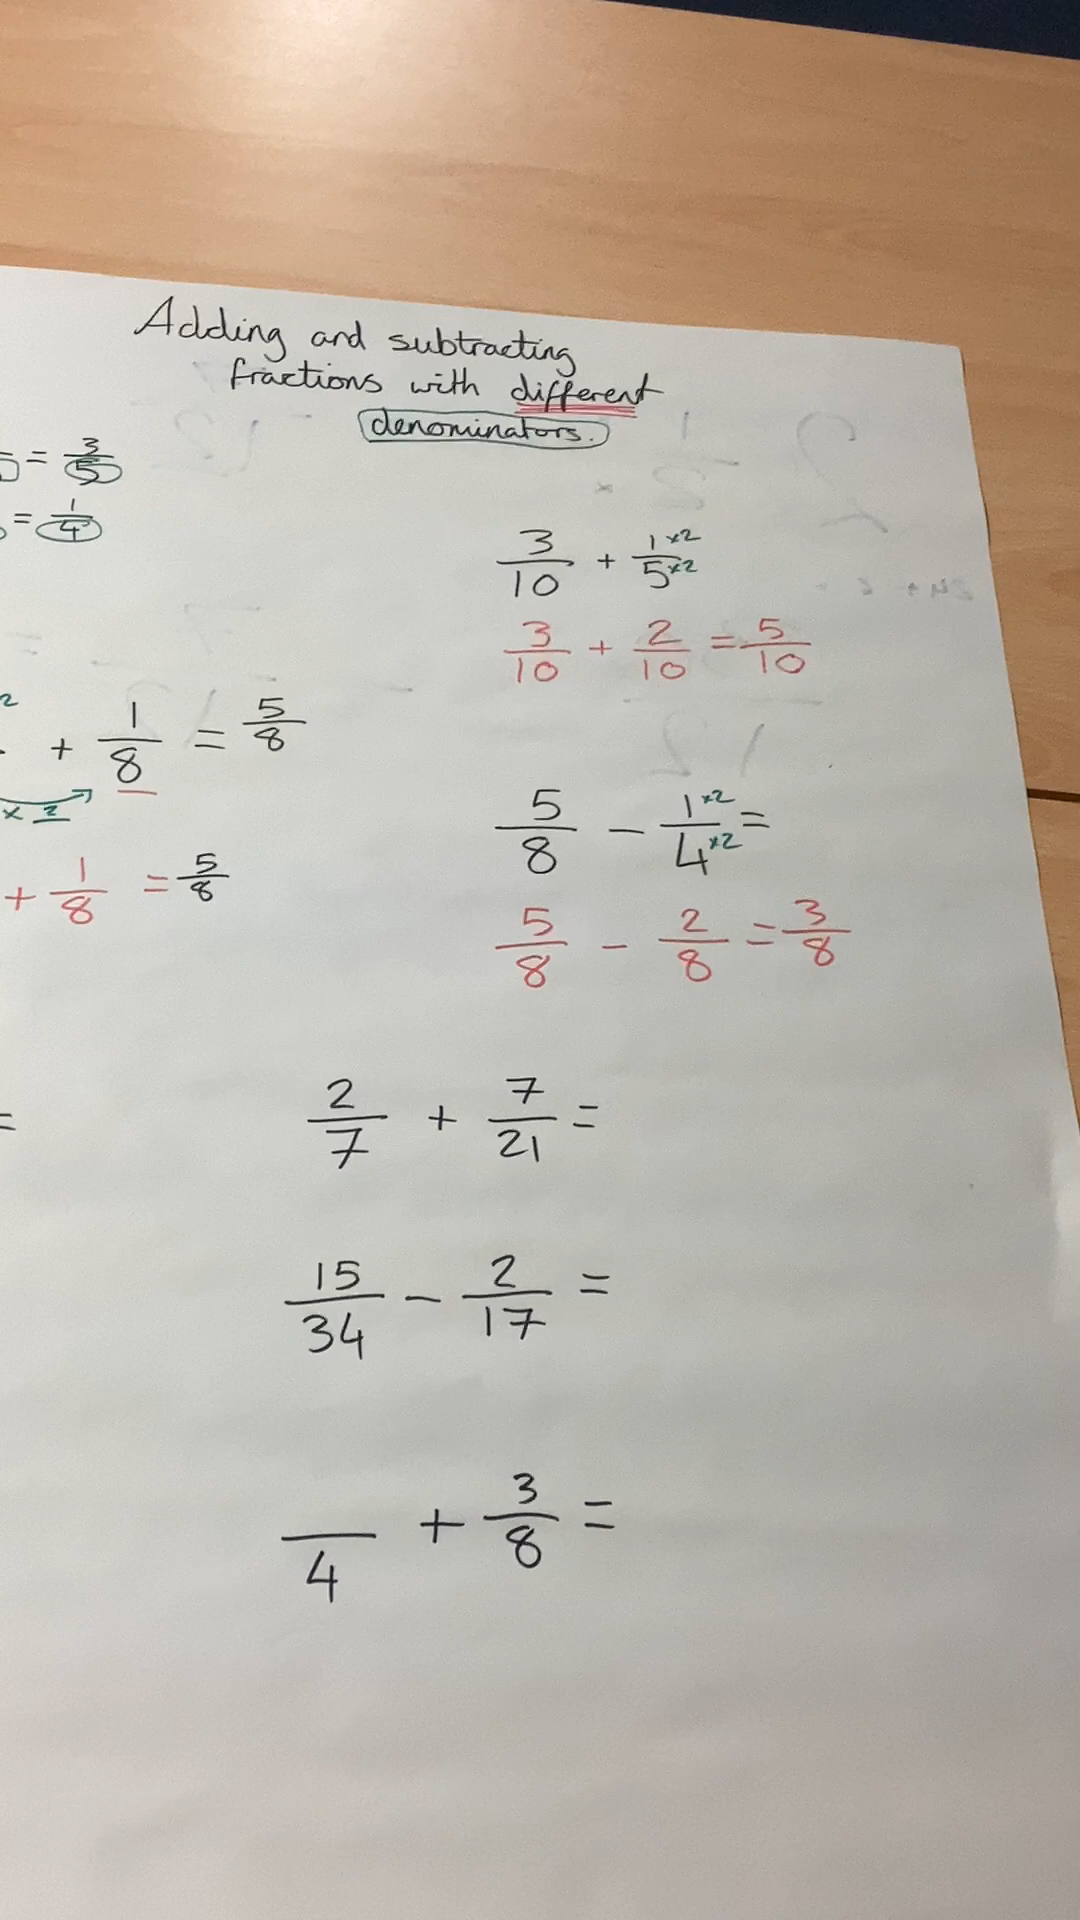 Adding and subtracting
fractions with different
denominators.
= 3/5
= 1/4
3/10 + 1/5 ×2 ×2
3/10 + 2/10 = 5/10
+ 1/8 = 5/8
× 2
+ 1/8 = 5/8
5/8 - 1/4 ×2 ×2 =
5/8 - 2/8 = 3/8
=
2/7 + 7/21 =
15/34 - 2/17 =
/4 + 3/8 =